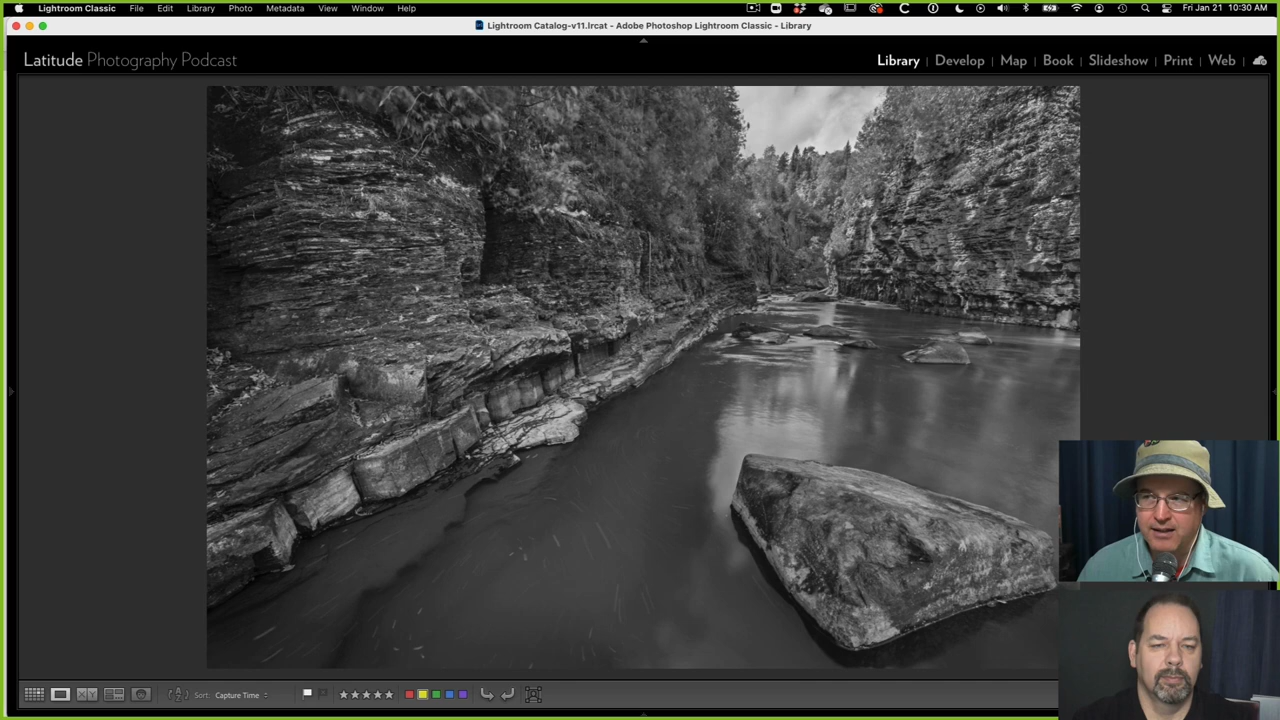 Lightroom Classic File Edit Library Photo Metadata View Window Help Fri Jan 21 10:30 AM
Lightroom Catalog-v11.lrcat - Adobe Photoshop Lightroom Classic - Library
Latitude Photography Podcast Library | Develop | Map | Book | Slideshow | Print | Web
Sort: Capture Time